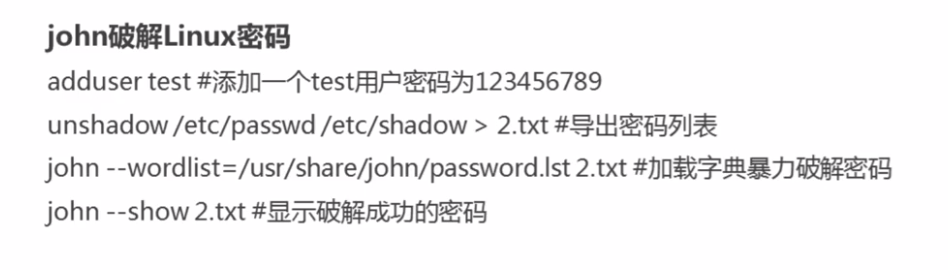 john破解Linux密码
adduser test #添加一个test用户密码为123456789
unshadow /etc/passwd /etc/shadow > 2.txt #导出密码列表
john --wordlist=/usr/share/john/password.lst 2.txt #加载字典暴力破解密码
john --show 2.txt #显示破解成功的密码